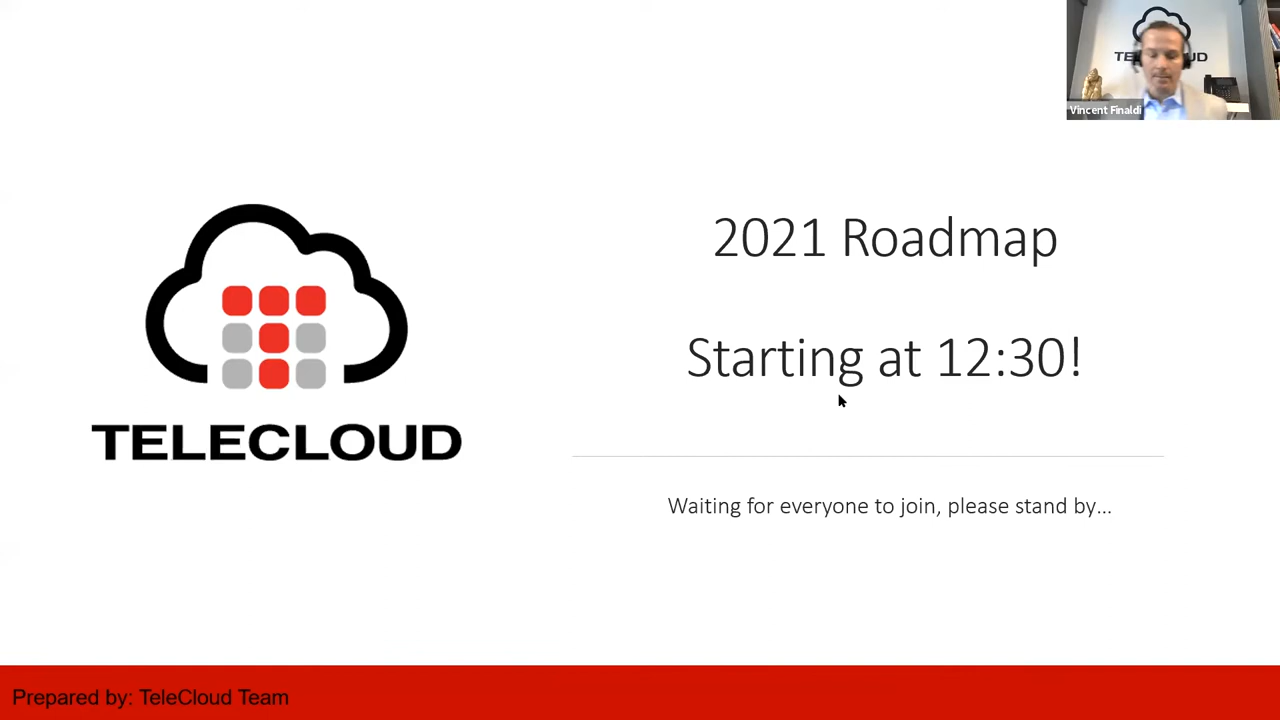 TELECLOUD
Vincent Finaldi
2021 Roadmap
Starting at 12:30!
TELECLOUD
Waiting for everyone to join, please stand by...
Prepared by: TeleCloud Team